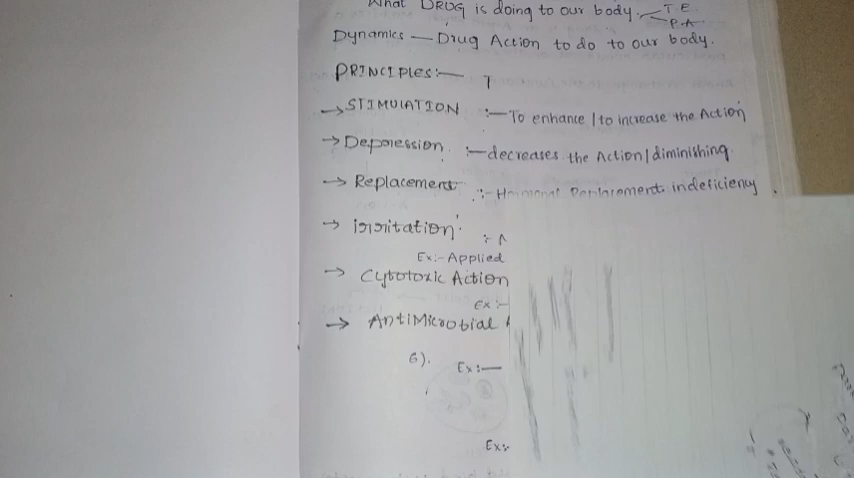 What DRUG is doing to our body. T.E.
P.A.
Dynamics — Drug Action to do to our body.
PRINCIPles:— 
→ STIMULATION :— To enhance / to increase the Action
→ Depression. :— decreases the Action / diminishing
→ Replacement :- Hormonal Replacement indeficiency.
→ irritation :
Ex:- Applied
→ Cytotoxic Action
Ex:-
→ AntiMicrobial
6).
Ex:—
Ex:-